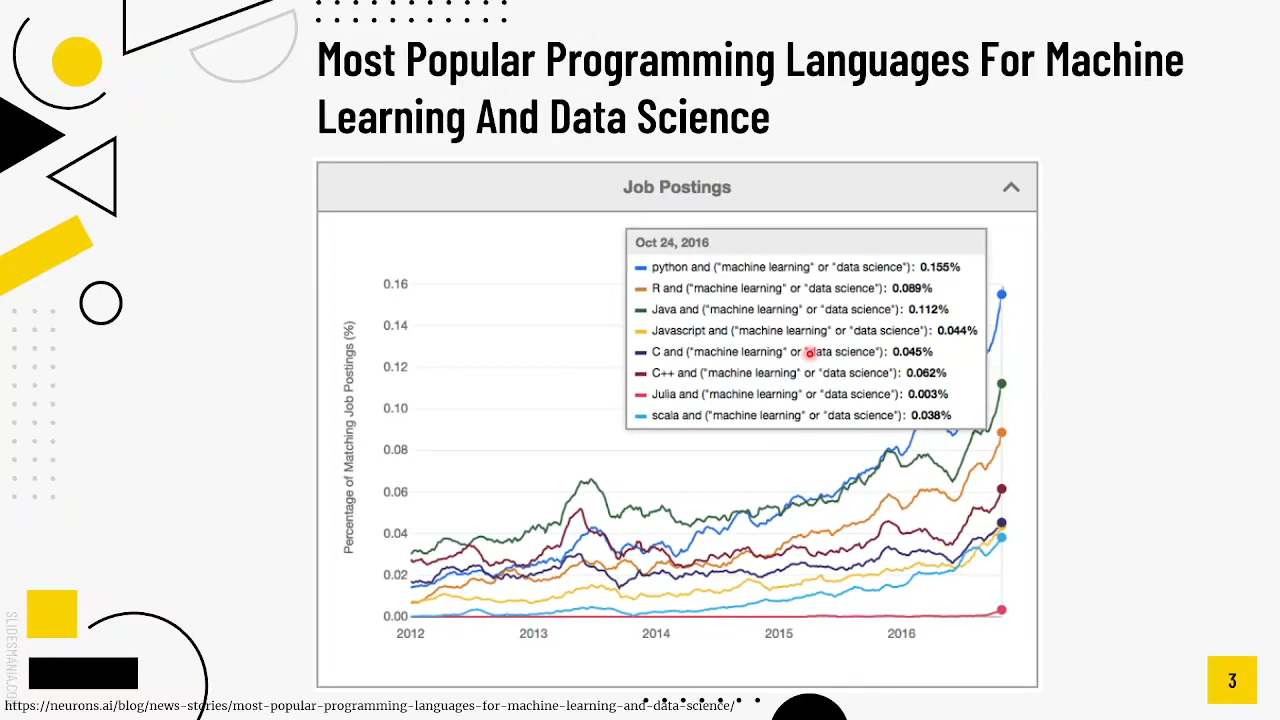 Most Popular Programming Languages For Machine
Learning And Data Science
Job Postings
Oct 24, 2016
python and ("machine learning" or "data science"): 0.155%
R and ("machine learning" or "data science"): 0.089%
Java and ("machine learning" or "data science"): 0.112%
Javascript and ("machine learning" or "data science"): 0.044%
C and ("machine learning" or "data science"): 0.045%
C++ and ("machine learning" or "data science"): 0.062%
Julia and ("machine learning" or "data science"): 0.003%
scala and ("machine learning" or "data science"): 0.038%
Percentage of Matching Job Postings (%)
0.16
0.14
0.12
0.10
0.08
0.06
0.04
0.02
0.00
2012 2013 2014 2015 2016
SLIDESMANIA.CO
3
https://neurons.ai/blog/news-stories/most-popular-programming-languages-for-machine-learning-and-data-science/